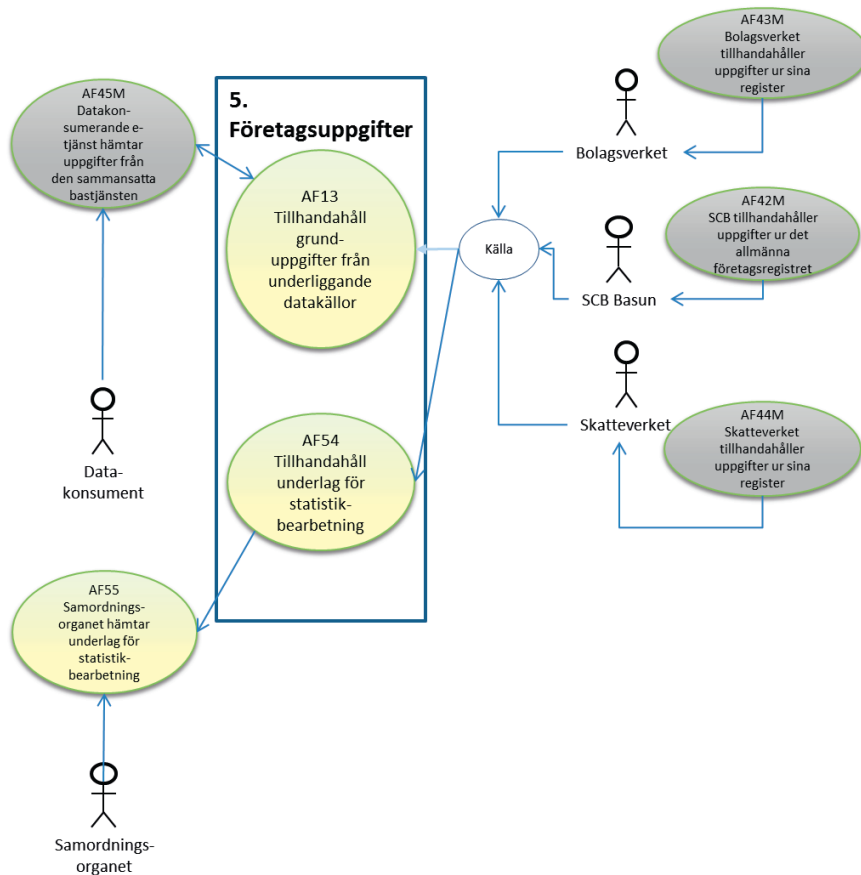 AF43M
Bolagsverket
tillhandahåller
uppgifter ur sina
register
AF45M
Datakon-
sumerande e-
tjänst hämtar
uppgifter från
den sammansatta
bastjänsten
5.
Företagsuppgifter
Bolagsverket
AF13
Tillhandahåll
grund-
uppgifter från
underliggande
datakällor
Källa
AF42M
SCB tillhandahåller
uppgifter ur det
allmänna
företagsregistret
SCB Basun
Skatteverket
AF44M
Skatteverket
tillhandahåller
uppgifter ur sina
register
Data-
konsument
AF54
Tillhandahåll
underlag för
statistik-
bearbetning
AF55
Samordnings-
organet hämtar
underlag för
statistik-
bearbetning
Samordnings-
organet